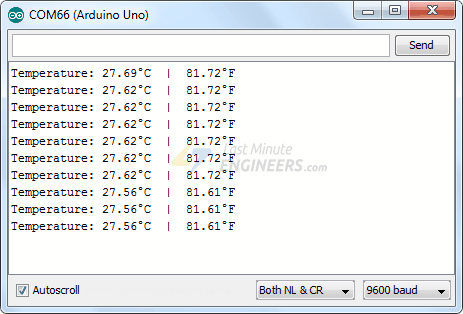 COM66 (Arduino Uno)
Send
Temperature: 27.69°C | 81.72°F
Temperature: 27.62°C | 81.72°F
Temperature: 27.62°C | 81.72°F
Temperature: 27.62°C | 81.72°F
Temperature: 27.62°C | 81.72°F
Temperature: 27.62°C | 81.72°F
Temperature: 27.62°C | 81.72°F
Temperature: 27.56°C | 81.61°F
Temperature: 27.56°C | 81.61°F
Temperature: 27.56°C | 81.61°F
Last Minute
ENGINEERS.com
Autoscroll
Both NL & CR
9600 baud